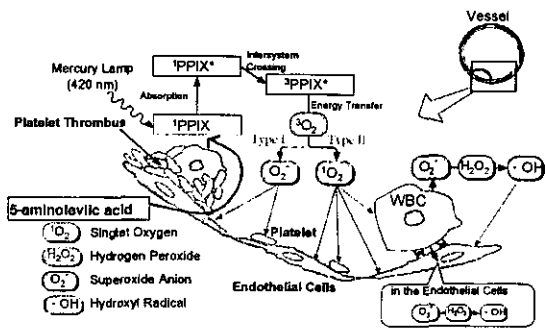 Vessel
Intersystem
Crossing
¹PPIX*
³PPIX*
Mercury Lamp
(420 nm)
Absorption
Energy Transfer
¹PPIX
³O₂
Platelet Thrombus
Type I
Type II
O₂⁻
¹O₂
O₂⁻
H₂O₂
·OH
WBC
5-aminolevilic acid
¹O₂ Singlet Oxygen
Platelet
H₂O₂ Hydrogen Peroxide
Endothelial Cells
in the Endothelial Cells
O₂⁻ Superoxide Anion
·OH Hydroxyl Radical
O₂⁻
H₂O₂
·OH